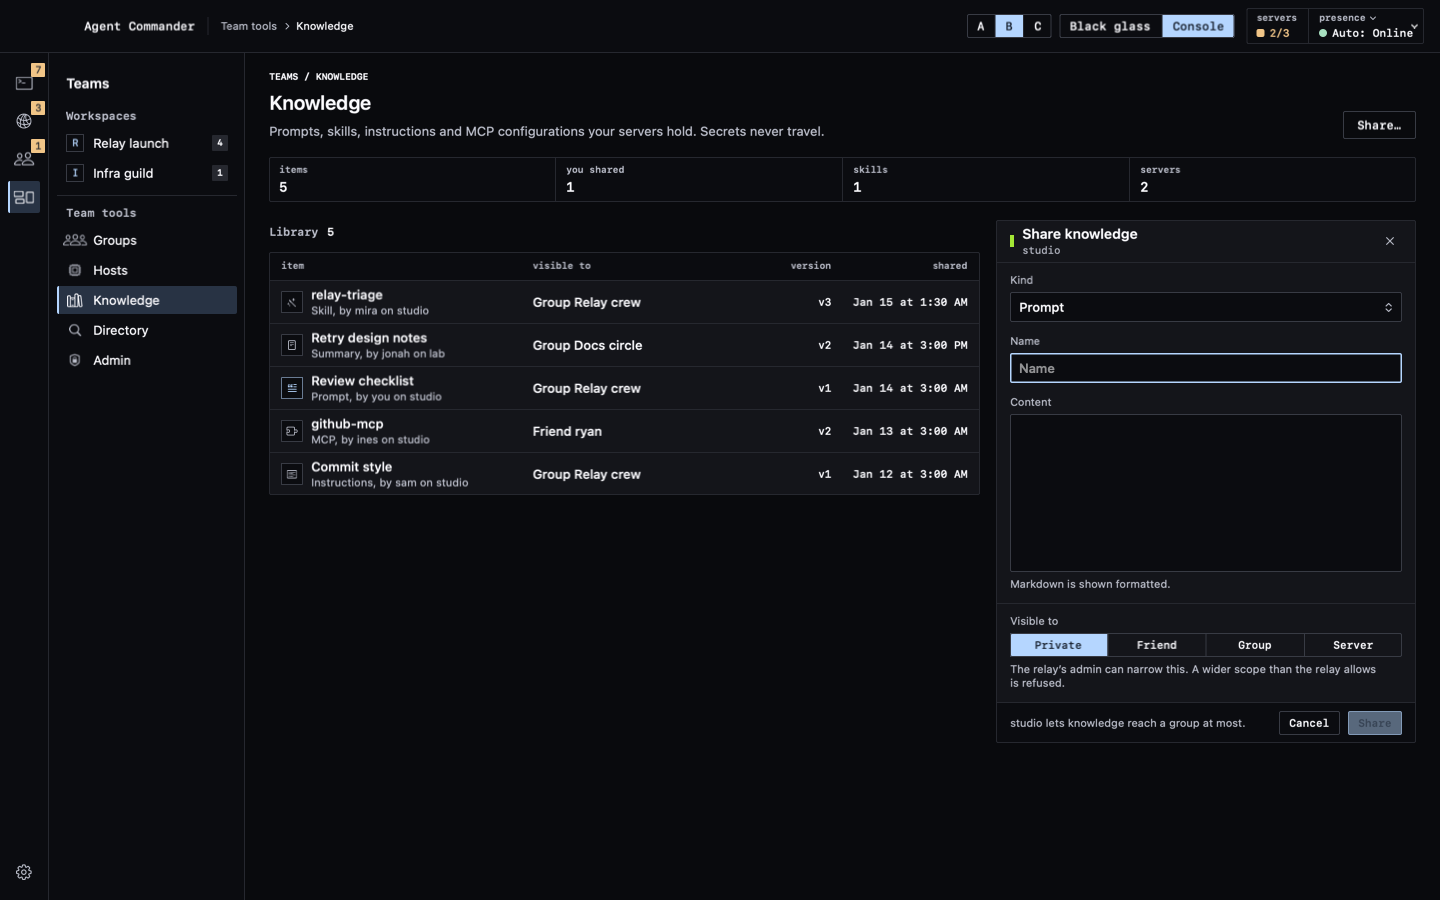 Agent Commander
Team tools > Knowledge
A B C
Black glass Console
servers
2/3
presence
Auto: Online
7
3
1
Teams
Workspaces
R Relay launch 4
I Infra guild 1
Team tools
Groups
Hosts
Knowledge
Directory
Admin
TEAMS / KNOWLEDGE
Knowledge
Prompts, skills, instructions and MCP configurations your servers hold. Secrets never travel.
Share…
items
5
you shared
1
skills
1
servers
2
Library 5
item visible to version shared
relay-triage
Skill, by mira on studio
Group Relay crew v3 Jan 15 at 1:30 AM
Retry design notes
Summary, by jonah on lab
Group Docs circle v2 Jan 14 at 3:00 PM
Review checklist
Prompt, by you on studio
Group Relay crew v1 Jan 14 at 3:00 AM
github-mcp
MCP, by ines on studio
Friend ryan v2 Jan 13 at 3:00 AM
Commit style
Instructions, by sam on studio
Group Relay crew v1 Jan 12 at 3:00 AM
Share knowledge
studio
Kind
Prompt
Name
Name
Content
Markdown is shown formatted.
Visible to
Private Friend Group Server
The relay's admin can narrow this. A wider scope than the relay allows
is refused.
studio lets knowledge reach a group at most.
Cancel Share